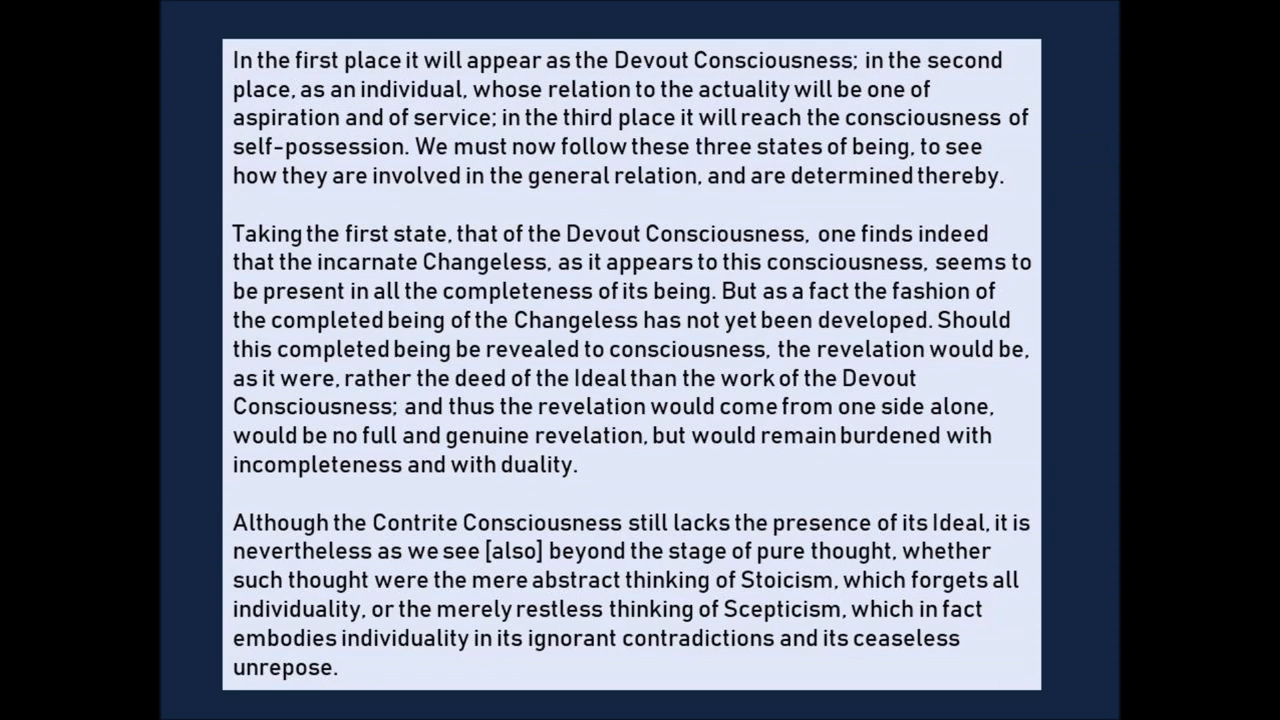 In the first place it will appear as the Devout Consciousness; in the second
place, as an individual, whose relation to the actuality will be one of
aspiration and of service; in the third place it will reach the consciousness of
self-possession. We must now follow these three states of being, to see
how they are involved in the general relation, and are determined thereby.

Taking the first state, that of the Devout Consciousness, one finds indeed
that the incarnate Changeless, as it appears to this consciousness, seems to
be present in all the completeness of its being. But as a fact the fashion of
the completed being of the Changeless has not yet been developed. Should
this completed being be revealed to consciousness, the revelation would be,
as it were, rather the deed of the Ideal than the work of the Devout
Consciousness; and thus the revelation would come from one side alone,
would be no full and genuine revelation, but would remain burdened with
incompleteness and with duality.

Although the Contrite Consciousness still lacks the presence of its Ideal, it is
nevertheless as we see [also] beyond the stage of pure thought, whether
such thought were the mere abstract thinking of Stoicism, which forgets all
individuality, or the merely restless thinking of Scepticism, which in fact
embodies individuality in its ignorant contradictions and its ceaseless
unrepose.